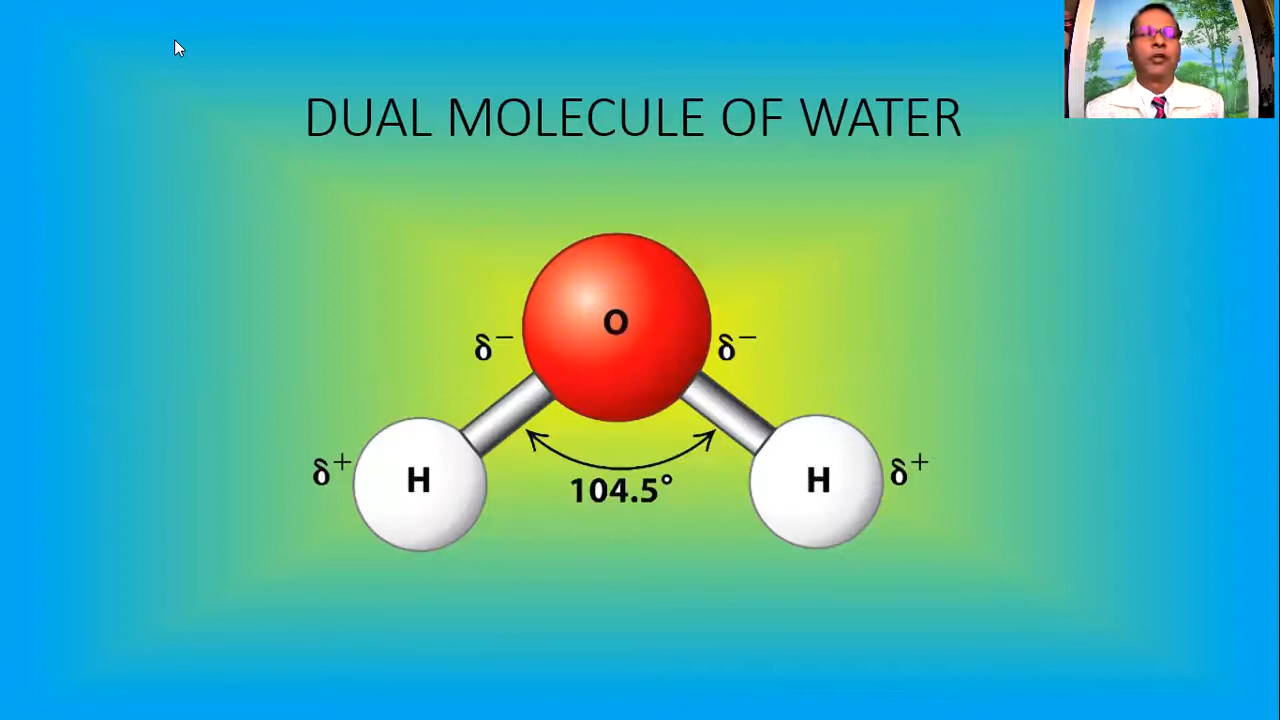 DUAL MOLECULE OF WATER
O
δ− δ−
δ+ H H δ+
104.5°